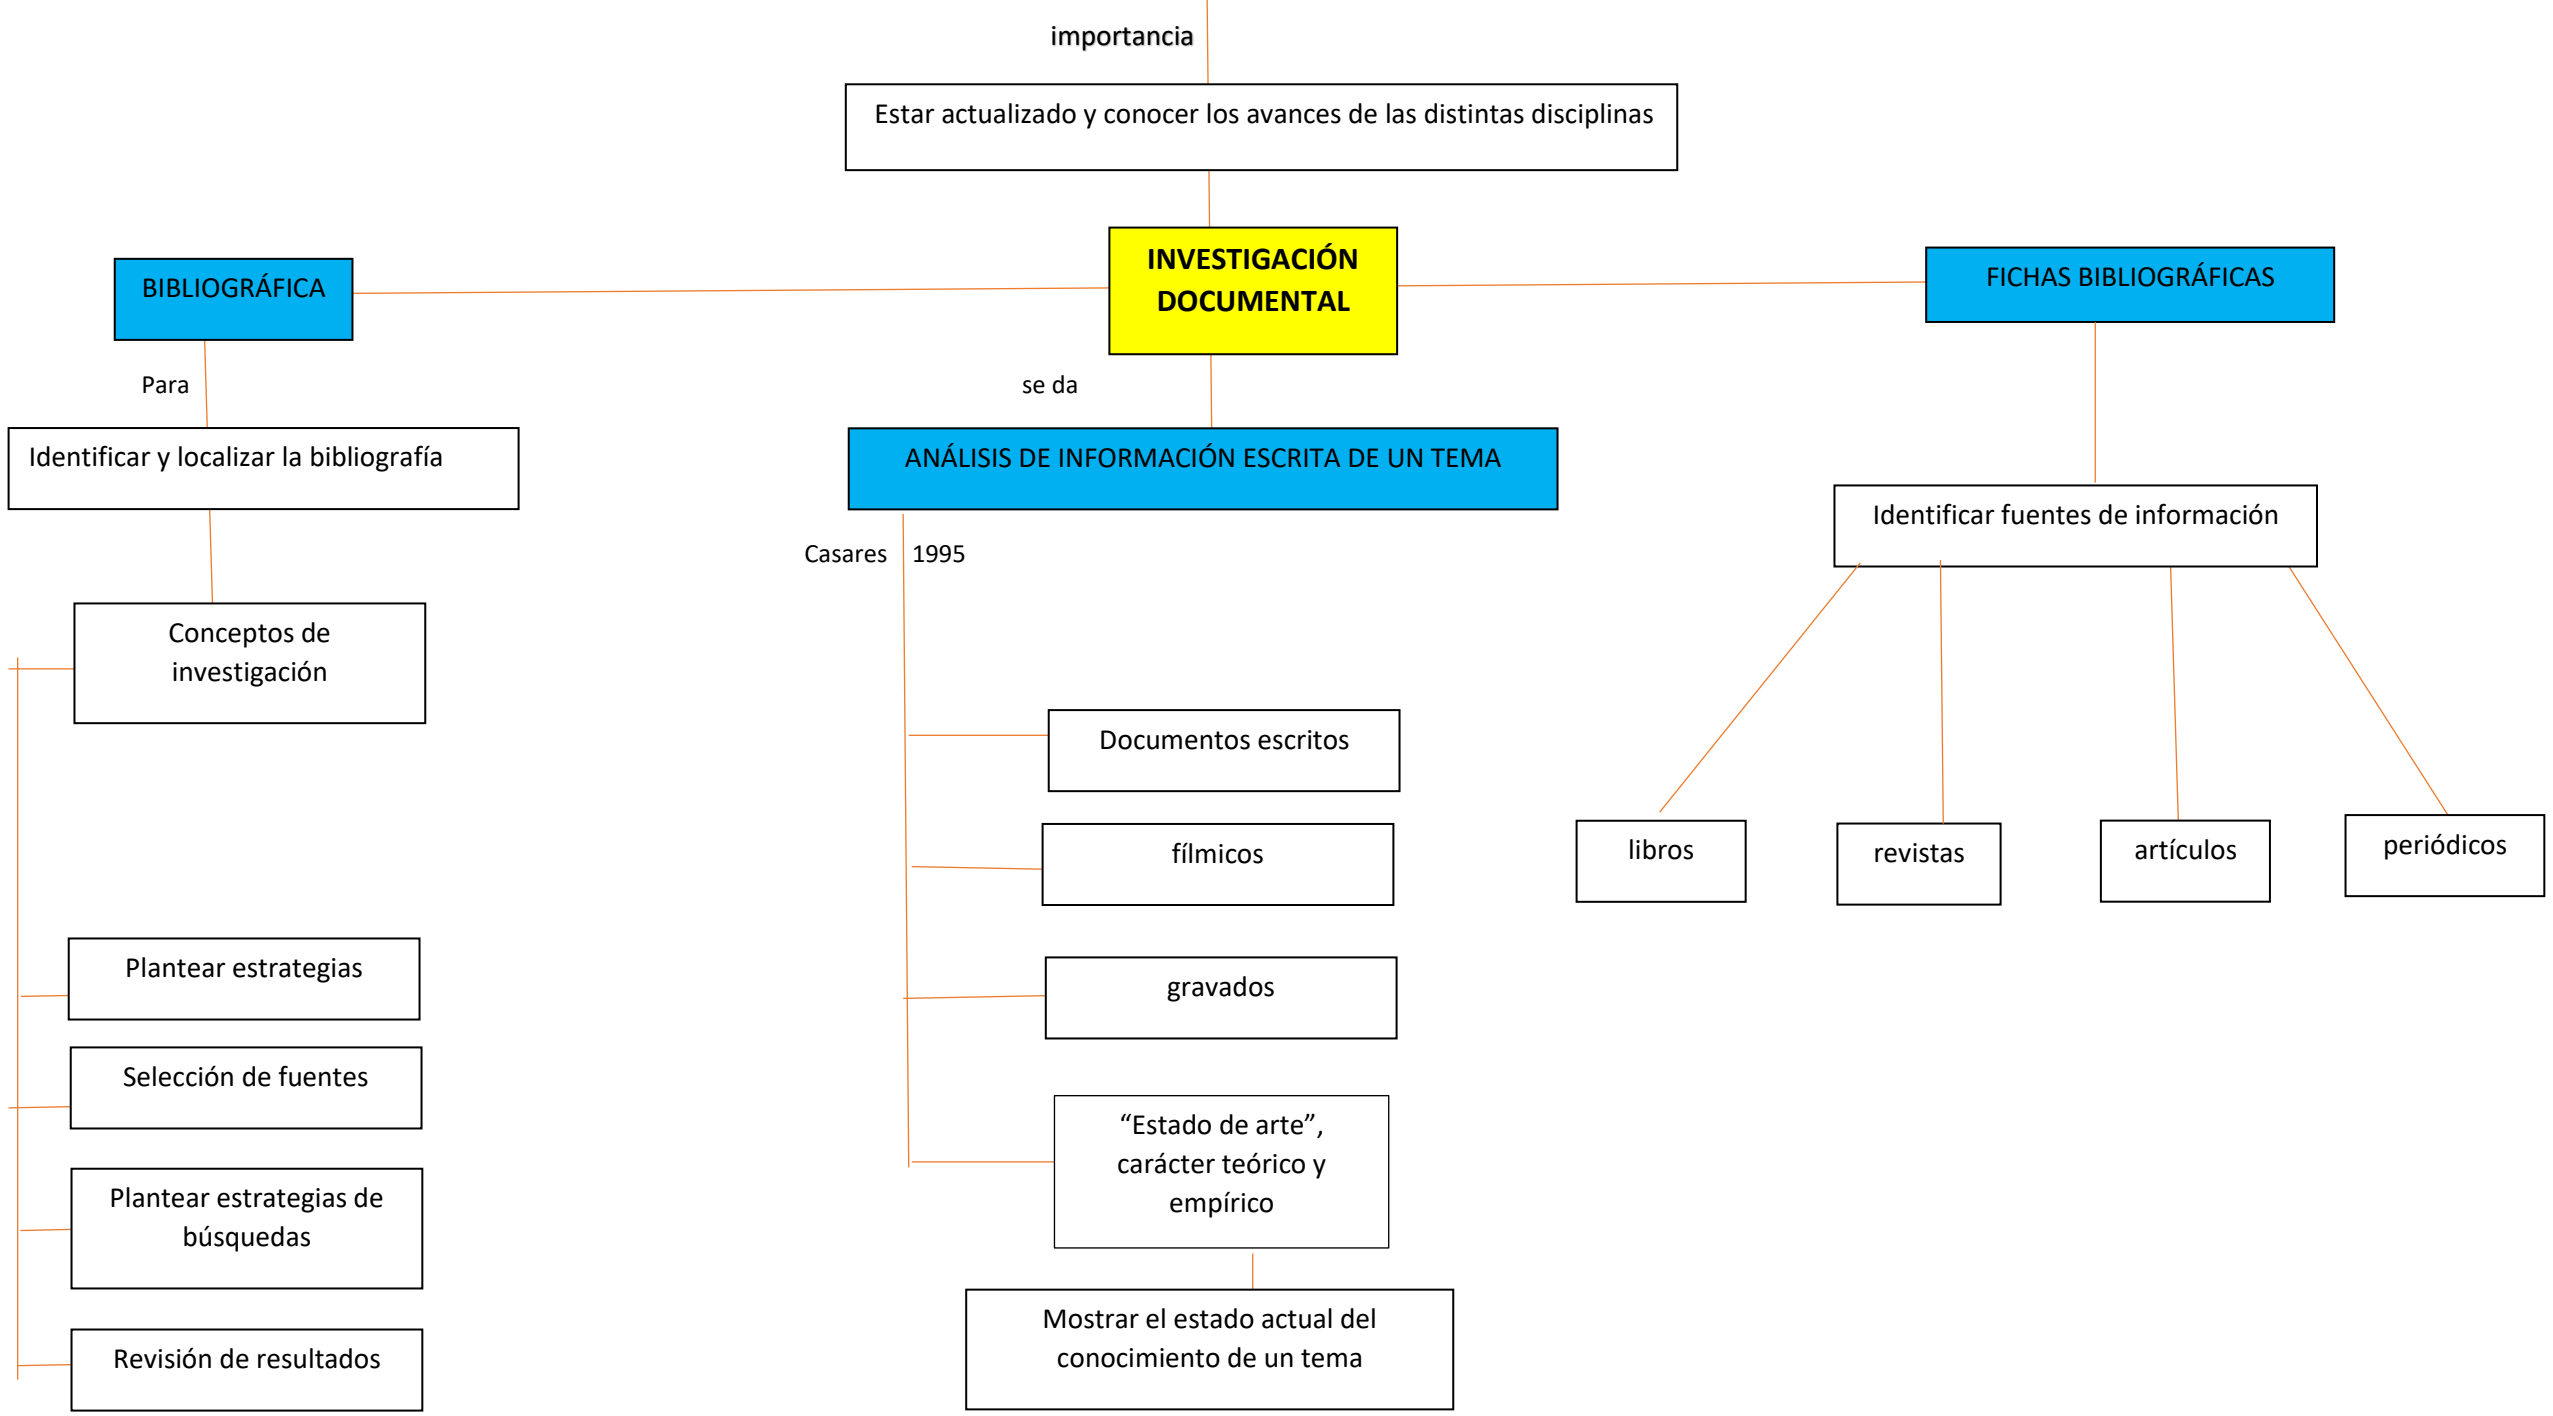 importancia
Estar actualizado y conocer los avances de las distintas disciplinas
INVESTIGACIÓN
DOCUMENTAL
BIBLIOGRÁFICA
FICHAS BIBLIOGRÁFICAS
Para
se da
Identificar y localizar la bibliografía
ANÁLISIS DE INFORMACIÓN ESCRITA DE UN TEMA
Identificar fuentes de información
Casares 1995
Conceptos de
investigación
Documentos escritos
fílmicos
libros
revistas
artículos
periódicos
Plantear estrategias
gravados
Selección de fuentes
“Estado de arte”,
carácter teórico y
empírico
Plantear estrategias de
búsquedas
Mostrar el estado actual del
conocimiento de un tema
Revisión de resultados